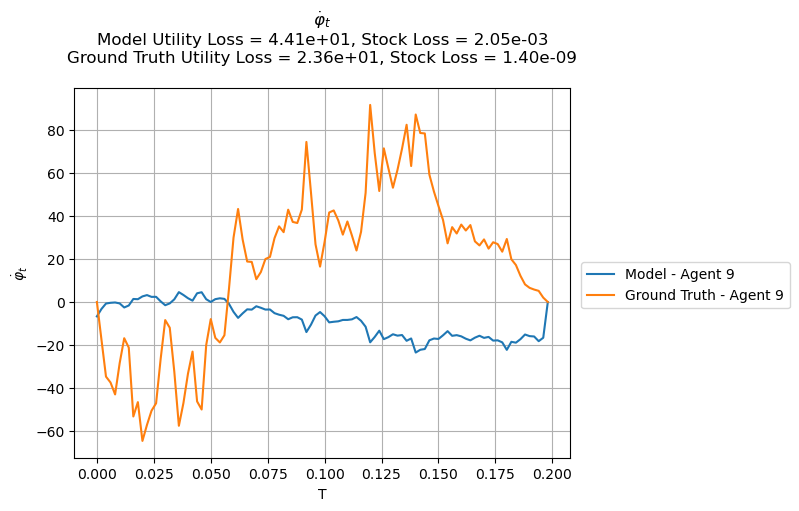 φ̇ₜ
Model Utility Loss = 4.41e+01, Stock Loss = 2.05e-03
Ground Truth Utility Loss = 2.36e+01, Stock Loss = 1.40e-09
80
60
40
20
0
−20
−40
−60
φ̇ₜ
0.000
0.025
0.050
0.075
0.100
0.125
0.150
0.175
0.200
T
Model - Agent 9
Ground Truth - Agent 9